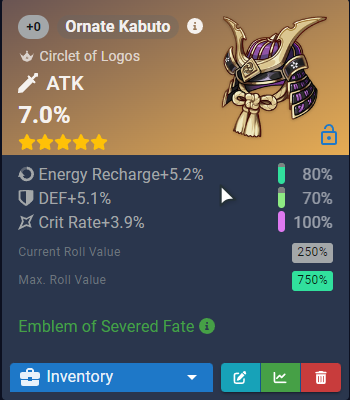 +0 Ornate Kabuto
Circlet of Logos
ATK
7.0%
Energy Recharge+5.2% 80%
DEF+5.1% 70%
Crit Rate+3.9% 100%
Current Roll Value 250%
Max. Roll Value 750%
Emblem of Severed Fate
Inventory